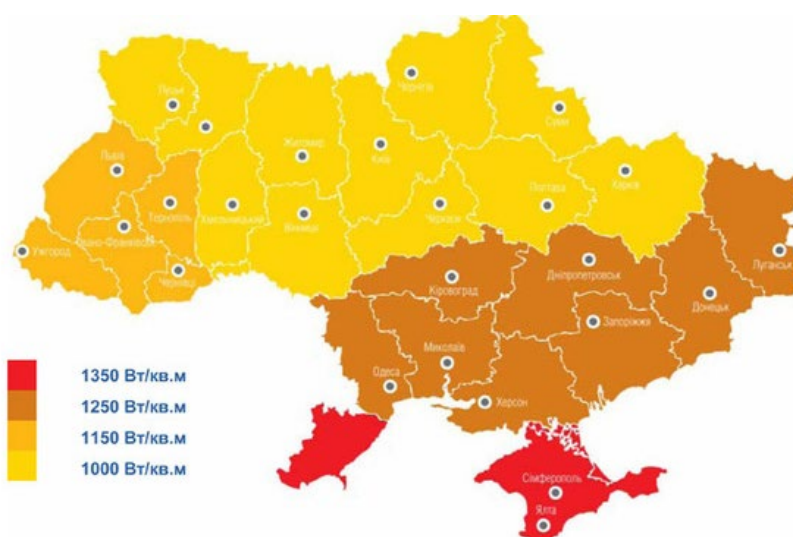 Чернігів
Луцьк
Суми
Житомир
Київ
Львів
Харків
Тернопіль
Хмельницький
Полтава
Черкаси
Вінниця
Івано-Франківськ
Ужгород
Чернівці
Кіровоград
Дніпропетровськ
Луганськ
Донецьк
Запоріжжя
Миколаїв
Одеса
Херсон
1350 Вт/кв.м
1250 Вт/кв.м
1150 Вт/кв.м
1000 Вт/кв.м
Сімферополь
Ялта